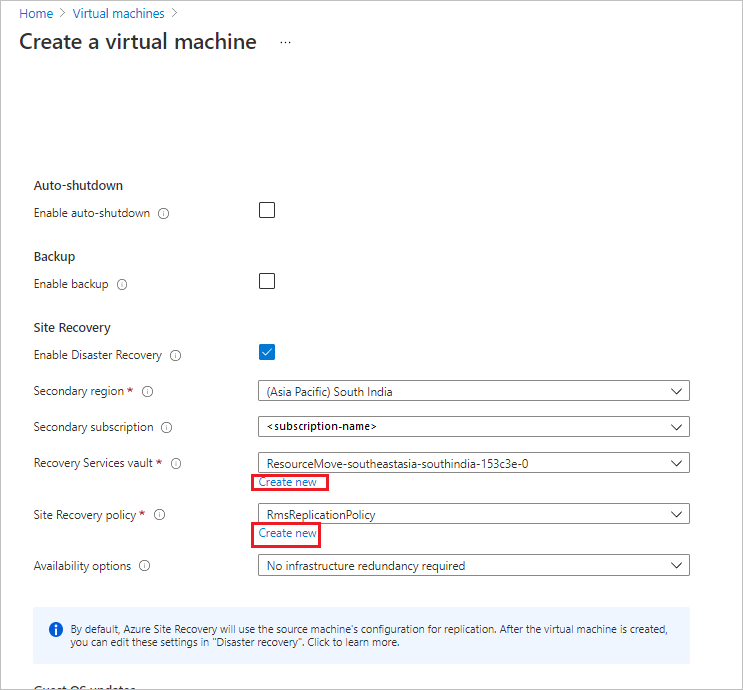 Home > Virtual machines >
Create a virtual machine ...
Auto-shutdown
Enable auto-shutdown
Backup
Enable backup
Site Recovery
Enable Disaster Recovery
Secondary region * (Asia Pacific) South India
Secondary subscription <subscription-name>
Recovery Services vault * ResourceMove-southeastasia-southindia-153c3e-0
Create new
Site Recovery policy * RmsReplicationPolicy
Create new
Availability options No infrastructure redundancy required
By default, Azure Site Recovery will use the source machine's configuration for replication. After the virtual machine is created,
you can edit these settings in "Disaster recovery". Click to learn more.
Guest OS updates